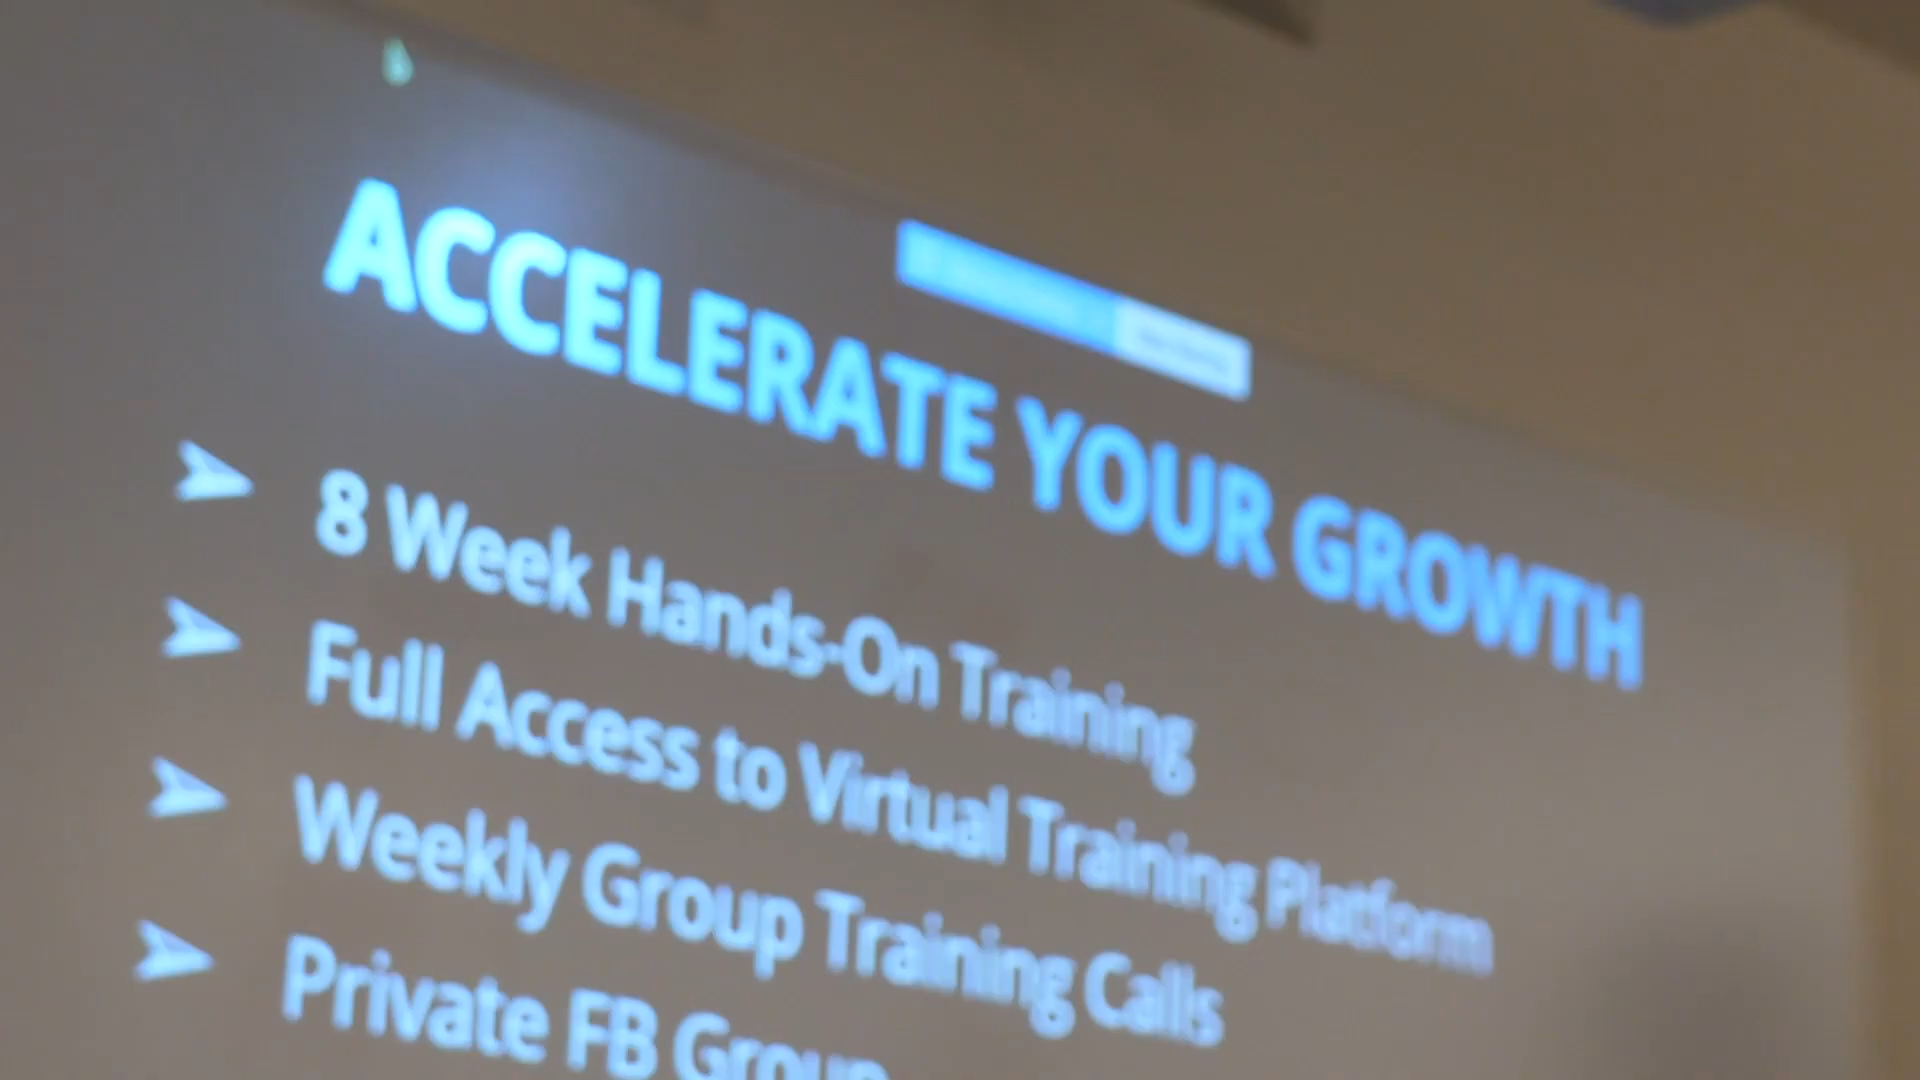 ACCELERATE YOUR GROWTH
8 Week Hands-On Training
Full Access to Virtual Training Platform
Weekly Group Training Calls
Private FB Group